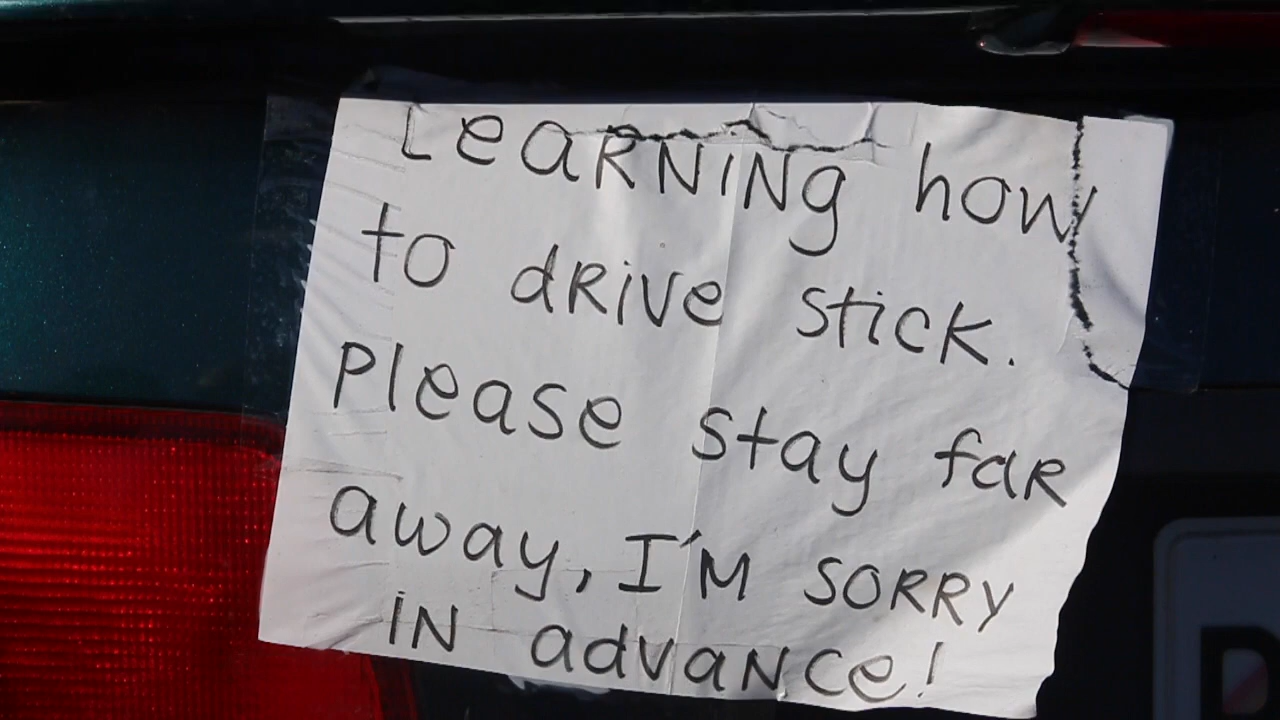 Learning how
to drive stick.
Please stay far
away, I'm sorry
in advance!